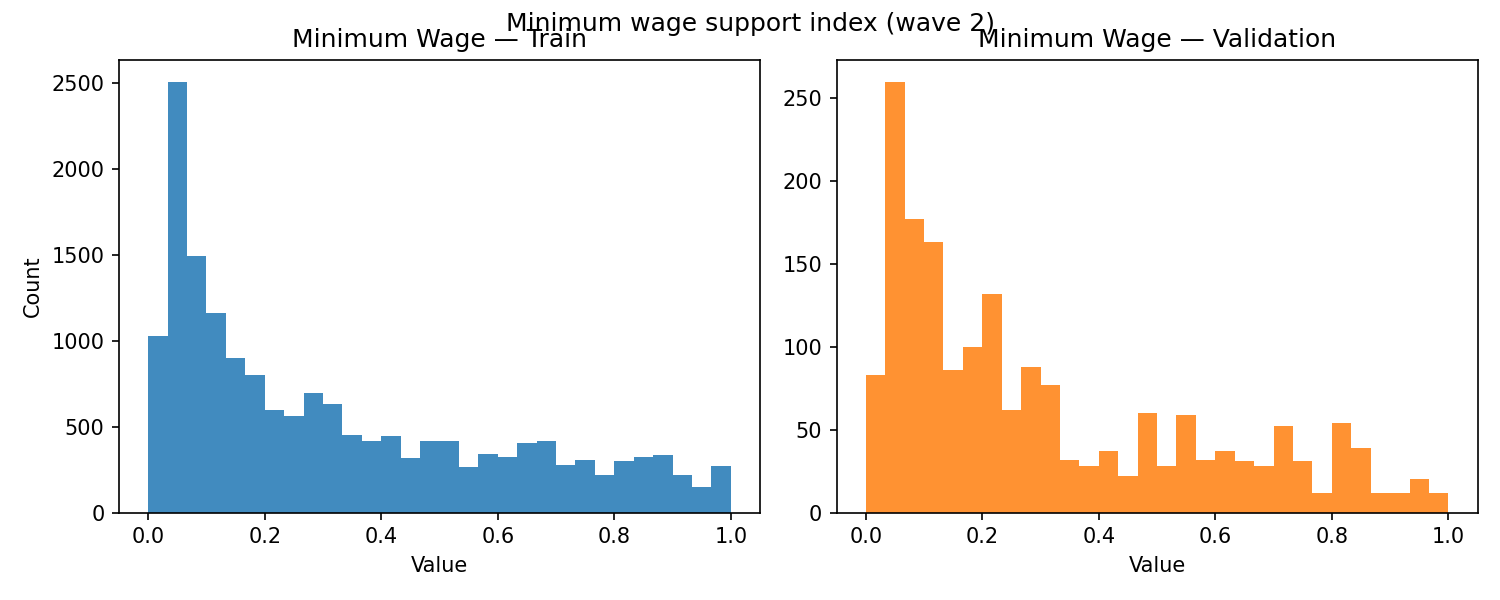 Minimum wage support index (wave 2)
Minimum Wage — Train
Minimum Wage — Validation
2500
2000
1500
1000
500
0
Count
0.0 0.2 0.4 0.6 0.8 1.0
Value
250
200
150
100
50
0
0.0 0.2 0.4 0.6 0.8 1.0
Value